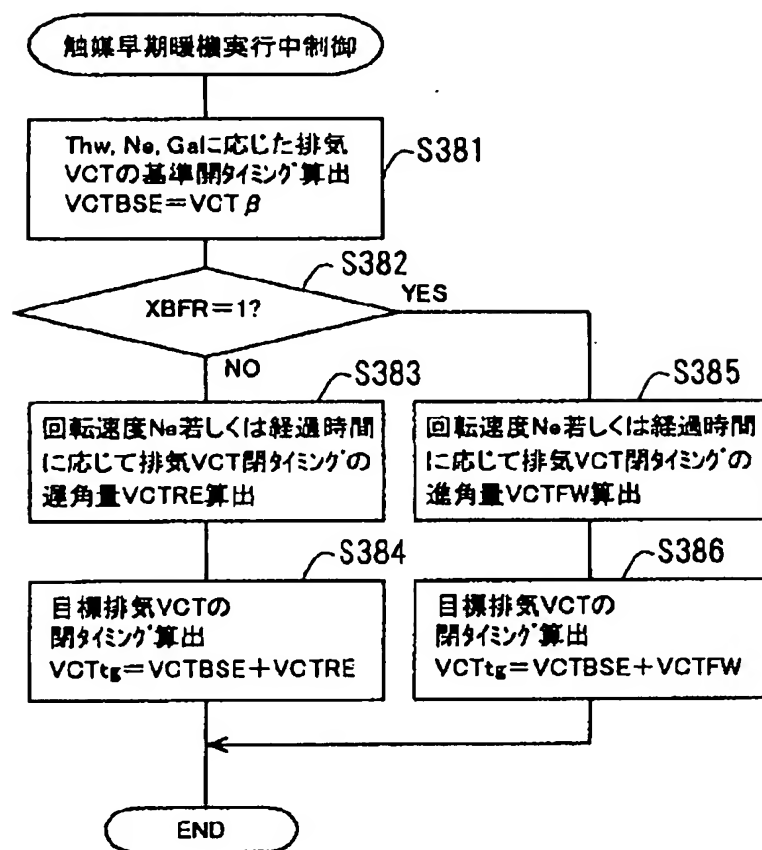 触媒早期暖機実行中制御
Thw, Ne, Gaに応じた排気
VCTの基準閉タイミング算出
VCTBSE=VCTβ
S381
S382
XBFR=1?
YES
NO
S383
回転速度Ne若しくは経過時間
に応じて排気VCT閉タイミングの
遅角量VCTRE算出
S385
回転速度Ne若しくは経過時間
に応じて排気VCT閉タイミングの
進角量VCTFW算出
S384
目標排気VCTの
閉タイミング算出
VCTtg=VCTBSE+VCTRE
S386
目標排気VCTの
閉タイミング算出
VCTtg=VCTBSE+VCTFW
END